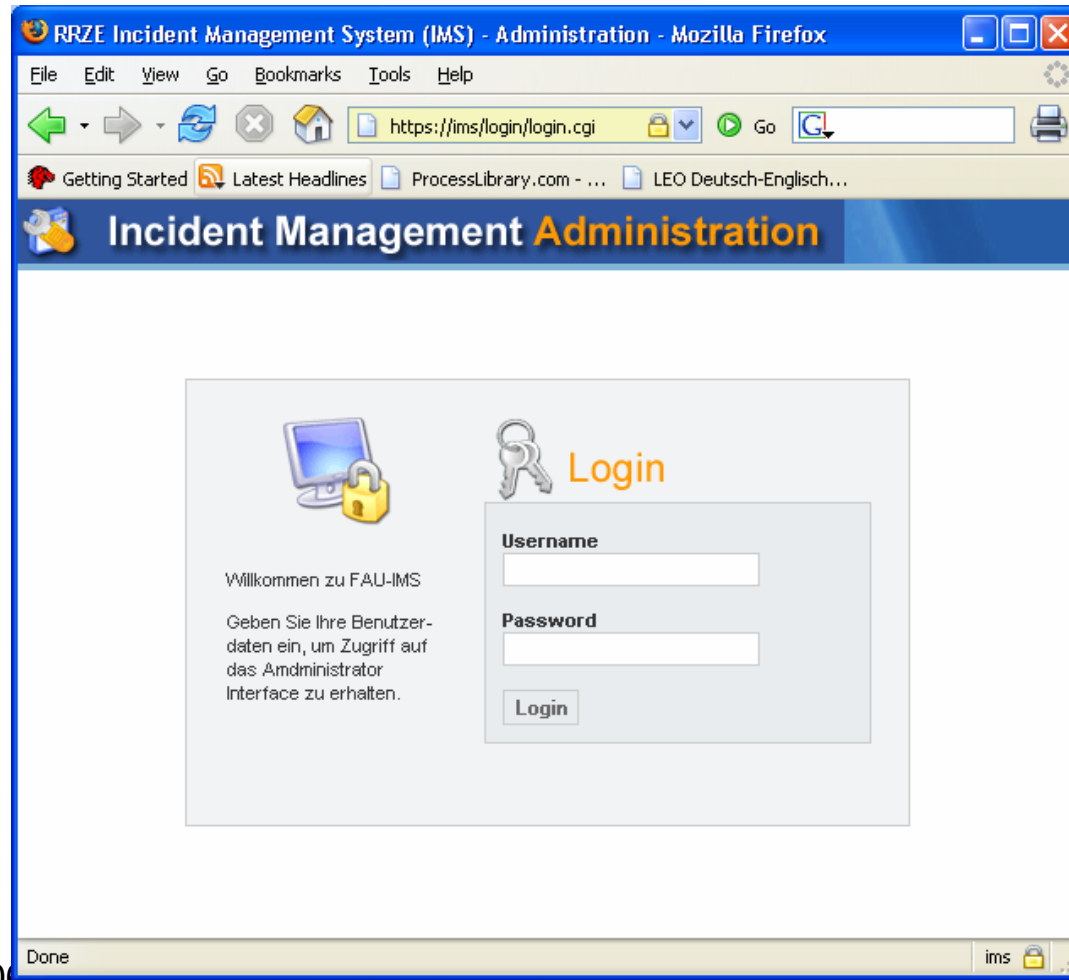 RRZE Incident Management System (IMS) - Administration - Mozilla Firefox
File Edit View Go Bookmarks Tools Help
https://ims/login/login.cgi Go G
Getting Started Latest Headlines ProcessLibrary.com - ... LEO Deutsch-Englisch...
Incident Management Administration
Login
Username
Password
Login
Willkommen zu FAU-IMS
Geben Sie Ihre Benutzer-
daten ein, um Zugriff auf
das Amdministrator
Interface zu erhalten.
Done ims